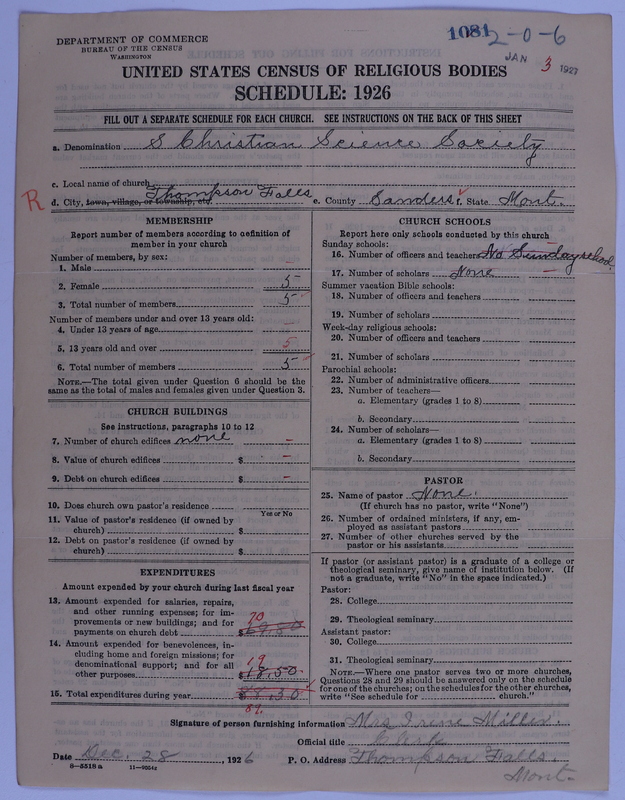 1081 2-0-6
DEPARTMENT OF COMMERCE
BUREAU OF THE CENSUS
WASHINGTON
JAN 3 1927
UNITED STATES CENSUS OF RELIGIOUS BODIES
SCHEDULE: 1926
FILL OUT A SEPARATE SCHEDULE FOR EACH CHURCH. SEE INSTRUCTIONS ON THE BACK OF THIS SHEET
a. Denomination S Christian Science Society
c. Local name of church
R d. City, town, village, or township, etc. Thompson Falls e. County Sanders f. State Mont.
MEMBERSHIP
Report number of members according to definition of
member in your church
Number of members, by sex:
1. Male –
2. Female 5
3. Total number of members 5
Number of members under and over 13 years old:
4. Under 13 years of age –
5. 13 years old and over 5
6. Total number of members 5
NOTE.—The total given under Question 6 should be the
same as the total of males and females given under Question 3.
CHURCH BUILDINGS
See instructions, paragraphs 10 to 12
7. Number of church edifices none –
8. Value of church edifices $ –
9. Debt on church edifices $ –
10. Does church own pastor's residence
Yes or No
11. Value of pastor's residence (if owned by
church) $
12. Debt on pastor's residence (if owned by
church) $
EXPENDITURES
Amount expended by your church during last fiscal year
13. Amount expended for salaries, repairs,
and other running expenses; for im-
provements or new buildings; and for 70
payments on church debt $ 69.80
14. Amount expended for benevolences, in-
cluding home and foreign missions; for
denominational support; and for all 19
other purposes $ 18.50
15. Total expenditures during year $ 88.30
89
CHURCH SCHOOLS
Report here only schools conducted by this church
Sunday schools:
16. Number of officers and teachers No Sunday school
17. Number of scholars None –
Summer vacation Bible schools:
18. Number of officers and teachers
19. Number of scholars
Week-day religious schools:
20. Number of officers and teachers
21. Number of scholars
Parochial schools:
22. Number of administrative officers
23. Number of teachers—
a. Elementary (grades 1 to 8)
b. Secondary
24. Number of scholars—
a. Elementary (grades 1 to 8)
b. Secondary
PASTOR
25. Name of pastor None.
(If church has no pastor, write "None")
26. Number of ordained ministers, if any, em-
ployed as assistant pastors
27. Number of other churches served by the
pastor or his assistants
If pastor (or assistant pastor) is a graduate of a college or
theological seminary, give name of institution below. (If
not a graduate, write "No" in the space indicated.)
Pastor:
28. College
29. Theological seminary
Assistant pastor:
30. College
31. Theological seminary
NOTE.—Where one pastor serves two or more churches,
Questions 28 and 29 should be answered only on the schedule
for one of the churches; on the schedules for the other churches,
write "See schedule for church."
Signature of person furnishing information Mrs Irene Miller.
Official title Clerk
Date Dec. 28, 1926 P. O. Address Thompson Falls.
8—5518a 11—9024z Mont.